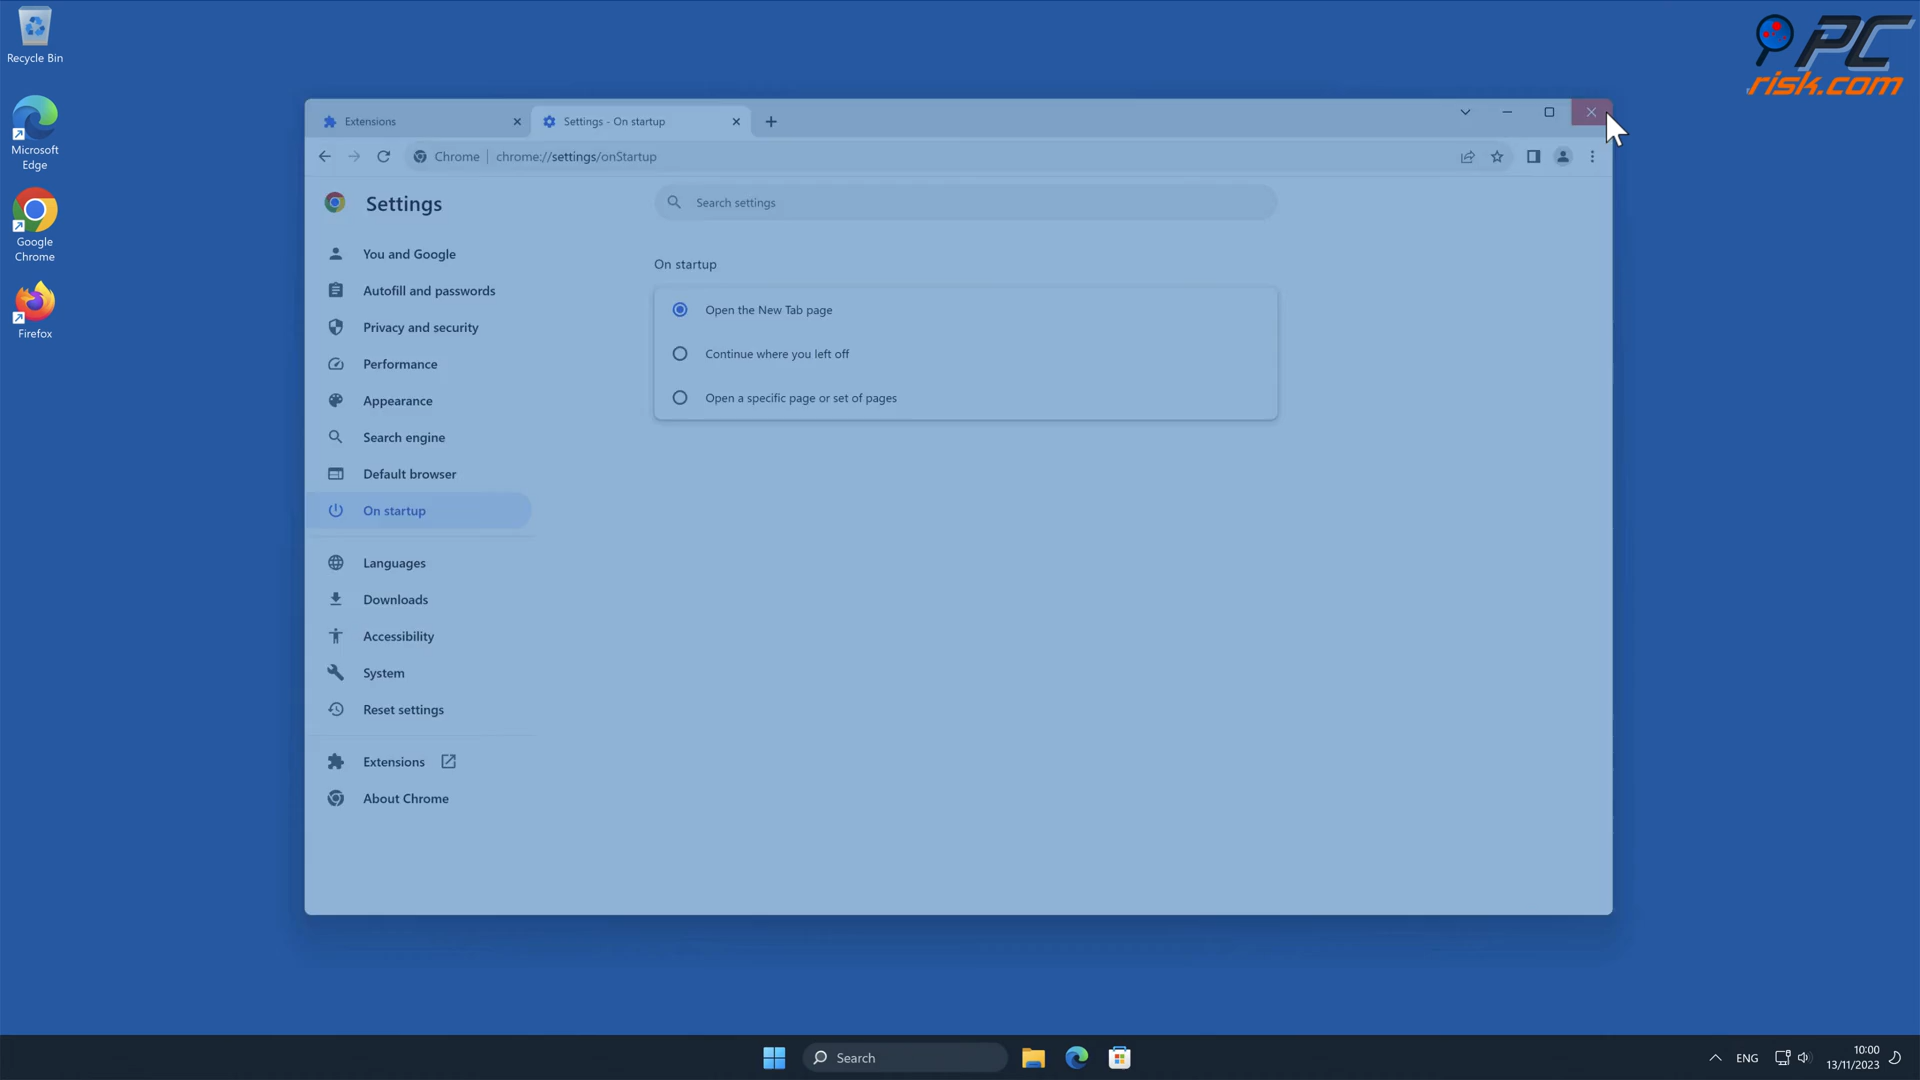 Recycle Bin
Microsoft
Edge
Google
Chrome
Firefox
PC
risk.com
Extensions
Settings - On startup
Chrome
chrome://settings/onStartup
Settings
Search settings
You and Google
Autofill and passwords
Privacy and security
Performance
Appearance
Search engine
Default browser
On startup
Languages
Downloads
Accessibility
System
Reset settings
Extensions
About Chrome
On startup
Open the New Tab page
Continue where you left off
Open a specific page or set of pages
Search
ENG
10:00
13/11/2023